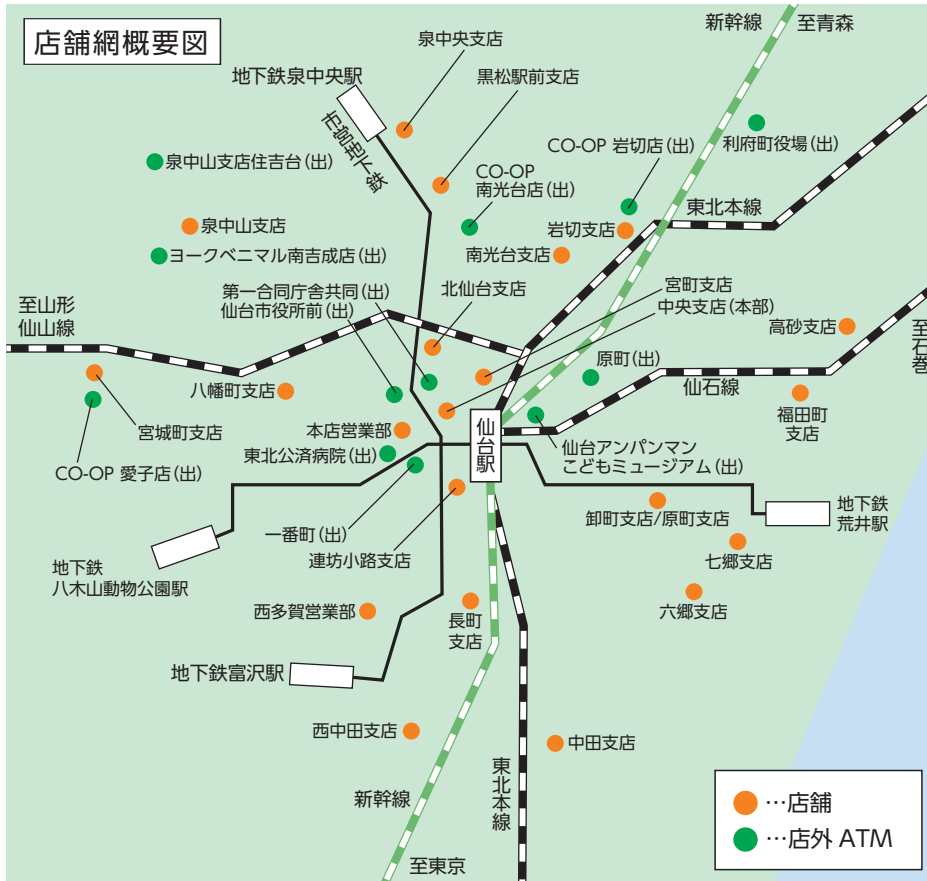 店舗網概要図
新幹線
至青森
泉中央支店
地下鉄泉中央駅
黒松駅前支店
市営地下鉄
CO-OP 岩切店(出)
利府町役場(出)
泉中山支店住吉台(出)
CO-OP
南光台店(出)
東北本線
泉中山支店
岩切支店
南光台支店
ヨークベニマル南吉成店(出)
至山形
仙山線
第一合同庁舎共同(出)
仙台市役所前(出)
北仙台支店
宮町支店
中央支店(本部)
高砂支店
至石巻
原町(出)
仙石線
八幡町支店
宮城町支店
福田町
支店
本店営業部
仙台駅
仙台アンパンマン
こどもミュージアム(出)
東北公済病院(出)
CO-OP 愛子店(出)
一番町(出)
連坊小路支店
卸町支店/原町支店
地下鉄
荒井駅
七郷支店
地下鉄
八木山動物公園駅
六郷支店
西多賀営業部
長町
支店
地下鉄富沢駅
西中田支店
中田支店
新幹線
東北本線
至東京
…店舗
…店外 ATM